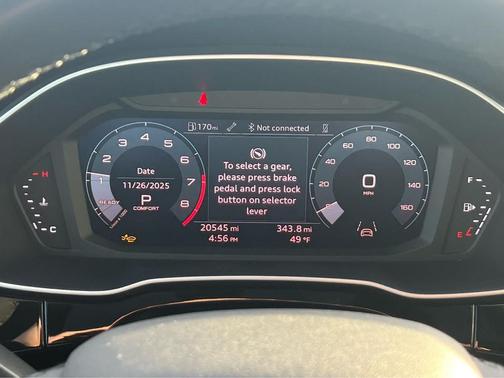 170mi Not connected
1 2 3 4 5 6 7 8
READY
Date
11/26/2025
P
COMFORT
To select a gear,
please press brake
pedal and press lock
button on selector
lever
20545 mi 343.8 mi
4:56 PM 49 °F
0
MPH
20 60 80 100 120 140 160
H
C
F
E